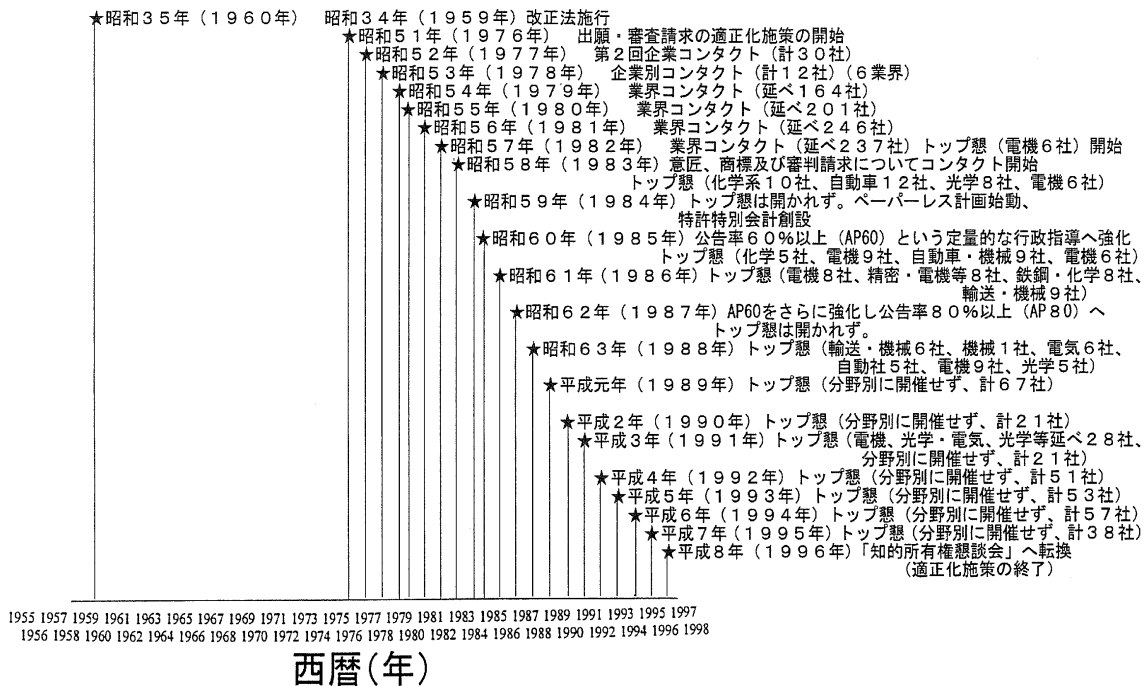 ★昭和35年(1960年) 昭和34年(1959年)改正法施行
★昭和51年(1976年) 出願・審査請求の適正化施策の開始
★昭和52年(1977年) 第2回企業コンタクト(計30社)
★昭和53年(1978年) 企業別コンタクト(計12社)(6業界)
★昭和54年(1979年) 業界コンタクト(延べ164社)
★昭和55年(1980年) 業界コンタクト(延べ201社)
★昭和56年(1981年) 業界コンタクト(延べ246社)
★昭和57年(1982年) 業界コンタクト(延べ237社)トップ懇(電機6社)開始
★昭和58年(1983年)意匠、商標及び審判請求についてコンタクト開始
トップ懇(化学系10社、自動車12社、光学8社、電機6社)
★昭和59年(1984年)トップ懇は開かれず。ペーパーレス計画始動、
特許特別会計創設
★昭和60年(1985年)公告率60%以上(AP60)という定量的な行政指導へ強化
トップ懇(化学5社、電機9社、自動車・機械9社、電機6社)
★昭和61年(1986年)トップ懇(電機8社、精密・電機等8社、鉄鋼・化学8社、
輸送・機械9社)
★昭和62年(1987年)AP60をさらに強化し公告率80%以上(AP80)へ
トップ懇は開かれず。
★昭和63年(1988年)トップ懇(輸送・機械6社、機械1社、電気6社、
自動社5社、電機9社、光学5社)
★平成元年(1989年)トップ懇(分野別に開催せず、計67社)
★平成2年(1990年)トップ懇(分野別に開催せず、計21社)
★平成3年(1991年)トップ懇(電機、光学・電気、光学等延べ28社、
分野別に開催せず、計21社)
★平成4年(1992年)トップ懇(分野別に開催せず、計51社)
★平成5年(1993年)トップ懇(分野別に開催せず、計53社)
★平成6年(1994年)トップ懇(分野別に開催せず、計57社)
★平成7年(1995年)トップ懇(分野別に開催せず、計38社)
★平成8年(1996年)「知的所有権懇談会」へ転換
(適正化施策の終了)
1955 1957 1959 1961 1963 1965 1967 1969 1971 1973 1975 1977 1979 1981 1983 1985 1987 1989 1991 1993 1995 1997
1956 1958 1960 1962 1964 1966 1968 1970 1972 1974 1976 1978 1980 1982 1984 1986 1988 1990 1992 1994 1996 1998
西暦(年)